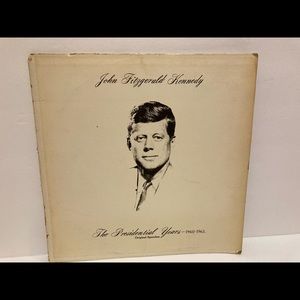 John Fitzgerald Kennedy
The Presidential Years - 1960-1963